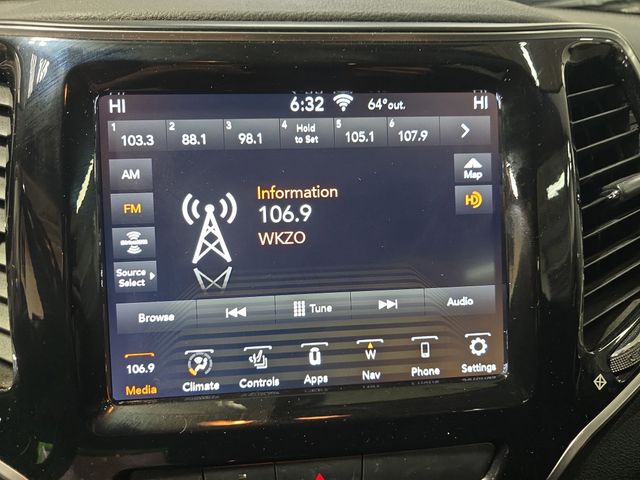 HI 6:32 64° out. HI
1 103.3 2 88.1 3 98.1 4 Hold to Set 5 105.1 6 107.9
AM
Map
FM
HD
Information
106.9
WKZO
SiriusXM
Source
Select
Browse Tune Audio
106.9 W
Media Climate Controls Apps Nav Phone Settings